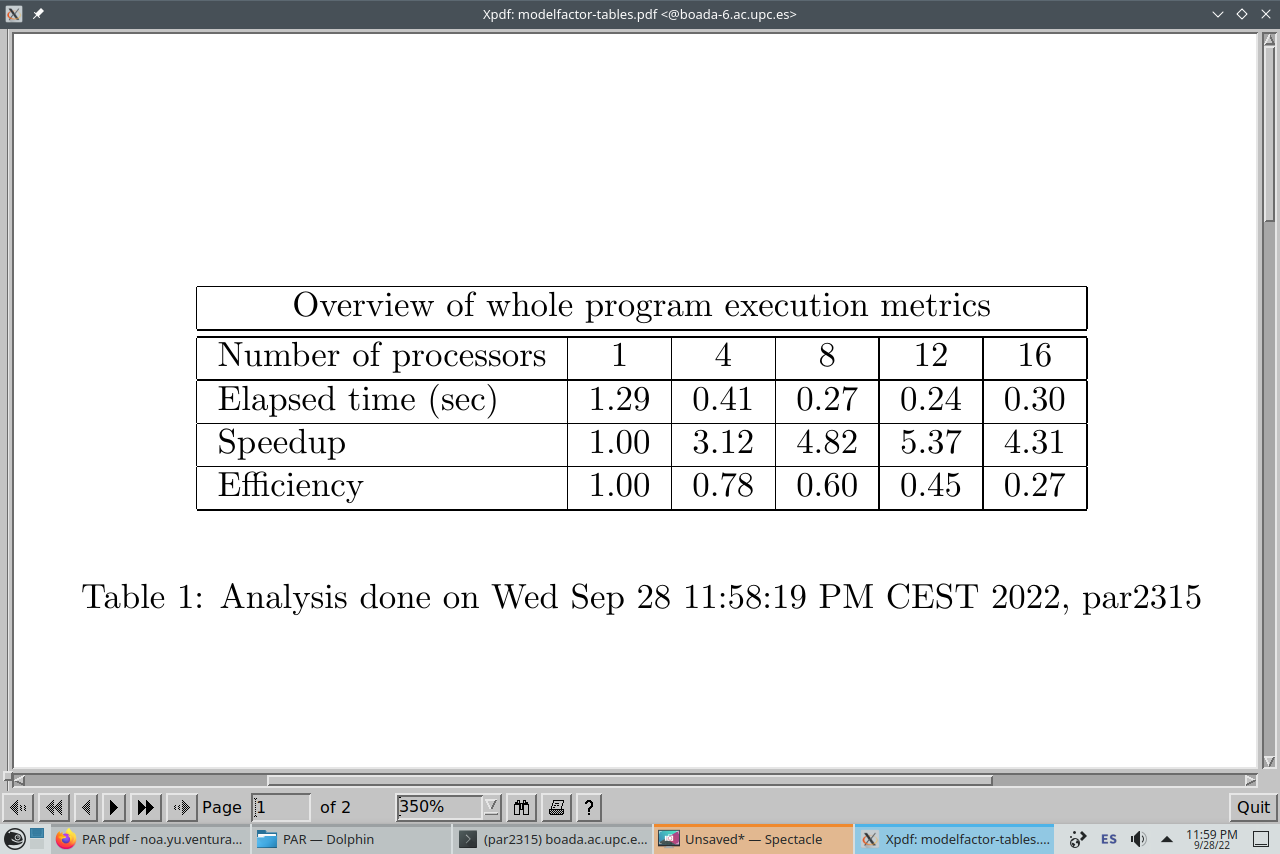 Xpdf: modelfactor-tables.pdf <@boada-6.ac.upc.es>
Overview of whole program execution metrics
Number of processors 1 4 8 12 16
Elapsed time (sec) 1.29 0.41 0.27 0.24 0.30
Speedup 1.00 3.12 4.82 5.37 4.31
Efficiency 1.00 0.78 0.60 0.45 0.27
Table 1: Analysis done on Wed Sep 28 11:58:19 PM CEST 2022, par2315
Page 1 of 2 350% ? Quit
PAR pdf - noa.yu.ventura... PAR — Dolphin (par2315) boada.ac.upc.e... Unsaved* — Spectacle Xpdf: modelfactor-tables.... ES 11:59 PM
9/28/22